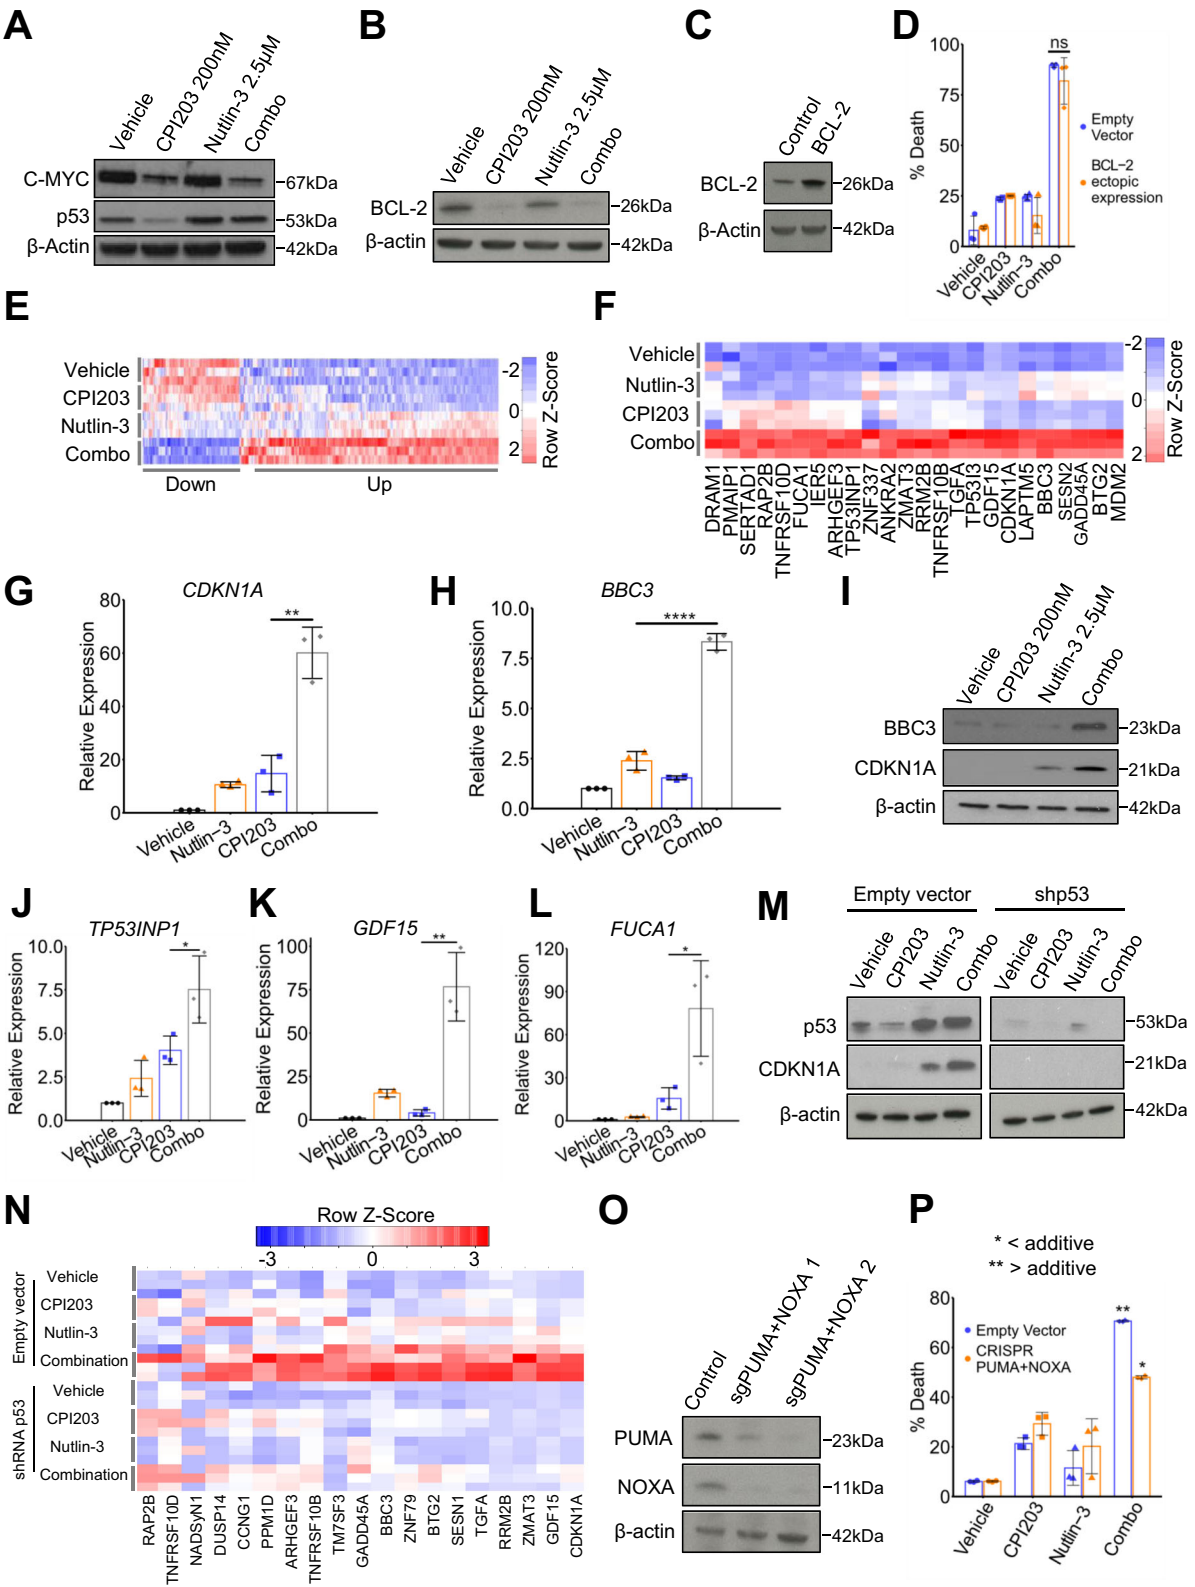 A
Vehicle
CPI203 200nM
Nutlin-3 2.5µM
Combo
C-MYC
67kDa
p53
53kDa
β-Actin
42kDa
B
Vehicle
CPI203 200nM
Nutlin-3 2.5µM
Combo
BCL-2
26kDa
β-actin
42kDa
C
Control
BCL-2
BCL-2
26kDa
β-Actin
42kDa
D
% Death
100
75
50
25
0
ns
Vehicle
CPI203
Nutlin-3
Combo
Empty
Vector
BCL-2
ectopic
expression
E
Vehicle
CPI203
Nutlin-3
Combo
Down
Up
-2
0
2
Row Z-Score
F
Vehicle
Nutlin-3
CPI203
Combo
-2
0
2
Row Z-Score
DRAM1
PMAIP1
SERTAD1
RAP2B
TNFRSF10D
FUCA1
IER5
ARHGEF3
TP53INP1
ZNF337
ANKRA2
ZMAT3
RRM2B
TNFRSF10B
TGFA
TP53I3
GDF15
CDKN1A
LAPTM5
BBC3
SESN2
GADD45A
BTG2
MDM2
G
CDKN1A
Relative Expression
80
60
40
20
0
**
Vehicle
Nutlin-3
CPI203
Combo
H
BBC3
Relative Expression
10.0
7.5
5.0
2.5
0.0
****
Vehicle
Nutlin-3
CPI203
Combo
I
Vehicle
CPI203 200nM
Nutlin-3 2.5µM
Combo
BBC3
23kDa
CDKN1A
21kDa
β-actin
42kDa
J
TP53INP1
Relative Expression
10.0
7.5
5.0
2.5
0.0
*
Vehicle
Nutlin-3
CPI203
Combo
K
GDF15
Relative Expression
100
75
50
25
0
**
Vehicle
Nutlin-3
CPI203
Combo
L
FUCA1
Relative Expression
120
90
60
30
0
*
Vehicle
Nutlin-3
CPI203
Combo
M
Empty vector
shp53
Vehicle
CPI203
Nutlin-3
Combo
Vehicle
CPI203
Nutlin-3
Combo
p53
53kDa
CDKN1A
21kDa
β-actin
42kDa
N
Row Z-Score
-3
0
3
Empty vector
Vehicle
CPI203
Nutlin-3
Combination
shRNA p53
Vehicle
CPI203
Nutlin-3
Combination
RAP2B
TNFRSF10D
NADSyN1
DUSP14
CCNG1
PPM1D
ARHGEF3
TNFRSF10B
TM7SF3
GADD45A
BBC3
ZNF79
BTG2
SESN1
TGFA
RRM2B
ZMAT3
GDF15
CDKN1A
O
Control
sgPUMA+NOXA 1
sgPUMA+NOXA 2
PUMA
23kDa
NOXA
11kDa
β-actin
42kDa
P
* < additive
** > additive
% Death
80
60
40
20
0
Empty Vector
CRISPR
PUMA+NOXA
**
*
Vehicle
CPI203
Nutlin-3
Combo